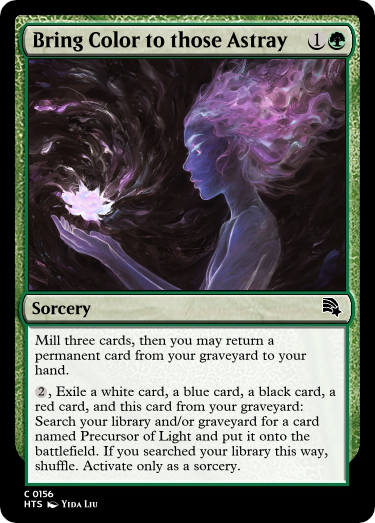 Bring Color to those Astray 1
Sorcery
Mill three cards, then you may return a
permanent card from your graveyard to your
hand.
2, Exile a white card, a blue card, a black card, a
red card, and this card from your graveyard:
Search your library and/or graveyard for a card
named Precursor of Light and put it onto the
battlefield. If you searched your library this way,
shuffle. Activate only as a sorcery.
C 0156
HTS Yida Liu